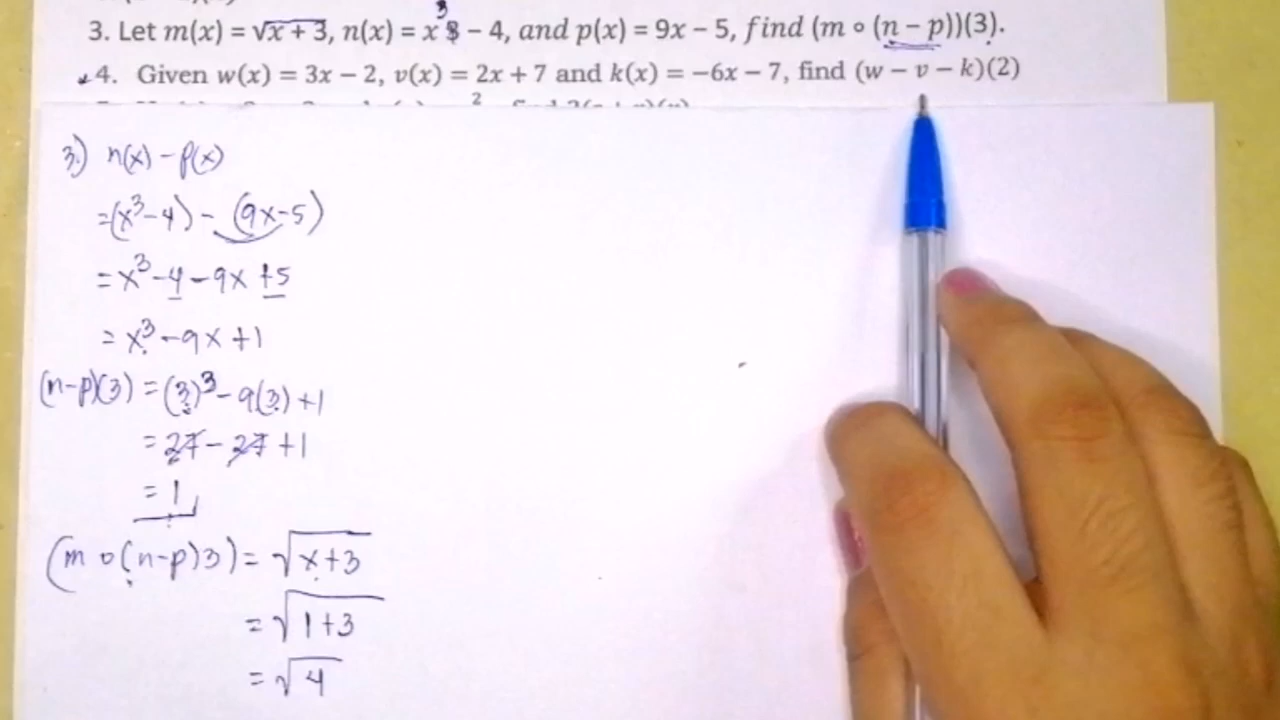 3. Let m(x) = √x + 3, n(x) = x³ - 4, and p(x) = 9x - 5, find (m ∘ (n - p))(3).
4. Given w(x) = 3x - 2, v(x) = 2x + 7 and k(x) = -6x - 7, find (w - v - k)(2)
3.) n(x) - p(x)
= (x³-4) - (9x-5)
= x³ - 4 - 9x + 5
= x³ - 9x + 1
(n-p)(3) = (3)³ - 9(3) + 1
= 27 - 27 + 1
= 1
(m o (n-p)3) = √x+3
= √1+3
= √4